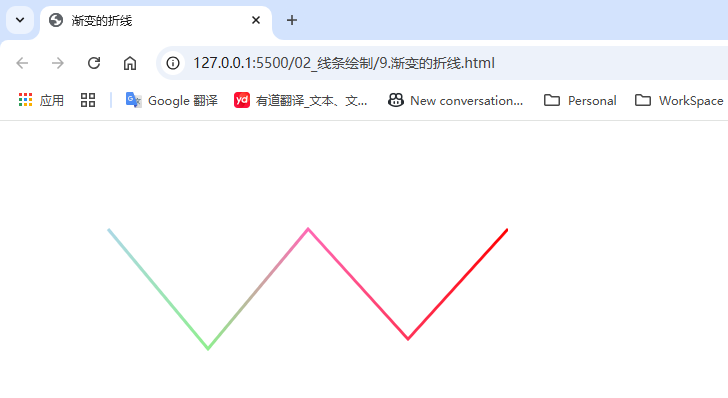 渐变的折线
127.0.0.1:5500/02_线条绘制/9.渐变的折线.html
应用
Google 翻译
yd
有道翻译_文本、文...
New conversation...
Personal
WorkSpace